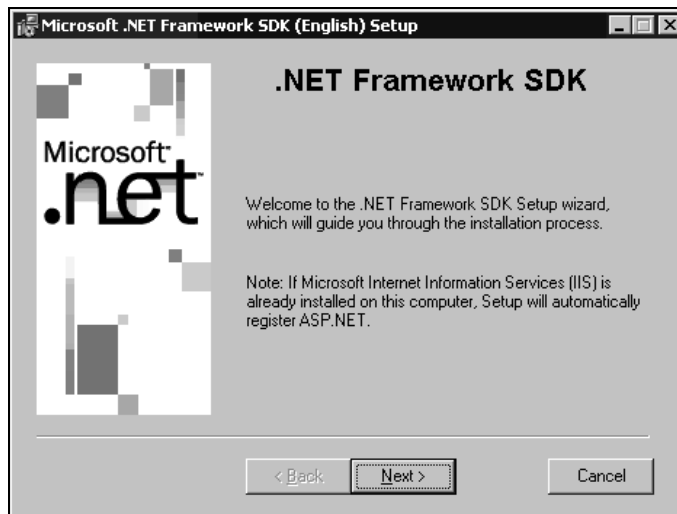 Microsoft .NET Framework SDK (English) Setup
.NET Framework SDK
Microsoft
.net
Welcome to the .NET Framework SDK Setup wizard,
which will guide you through the installation process.
Note: If Microsoft Internet Information Services (IIS) is
already installed on this computer, Setup will automatically
register ASP.NET.
< Back
Next >
Cancel